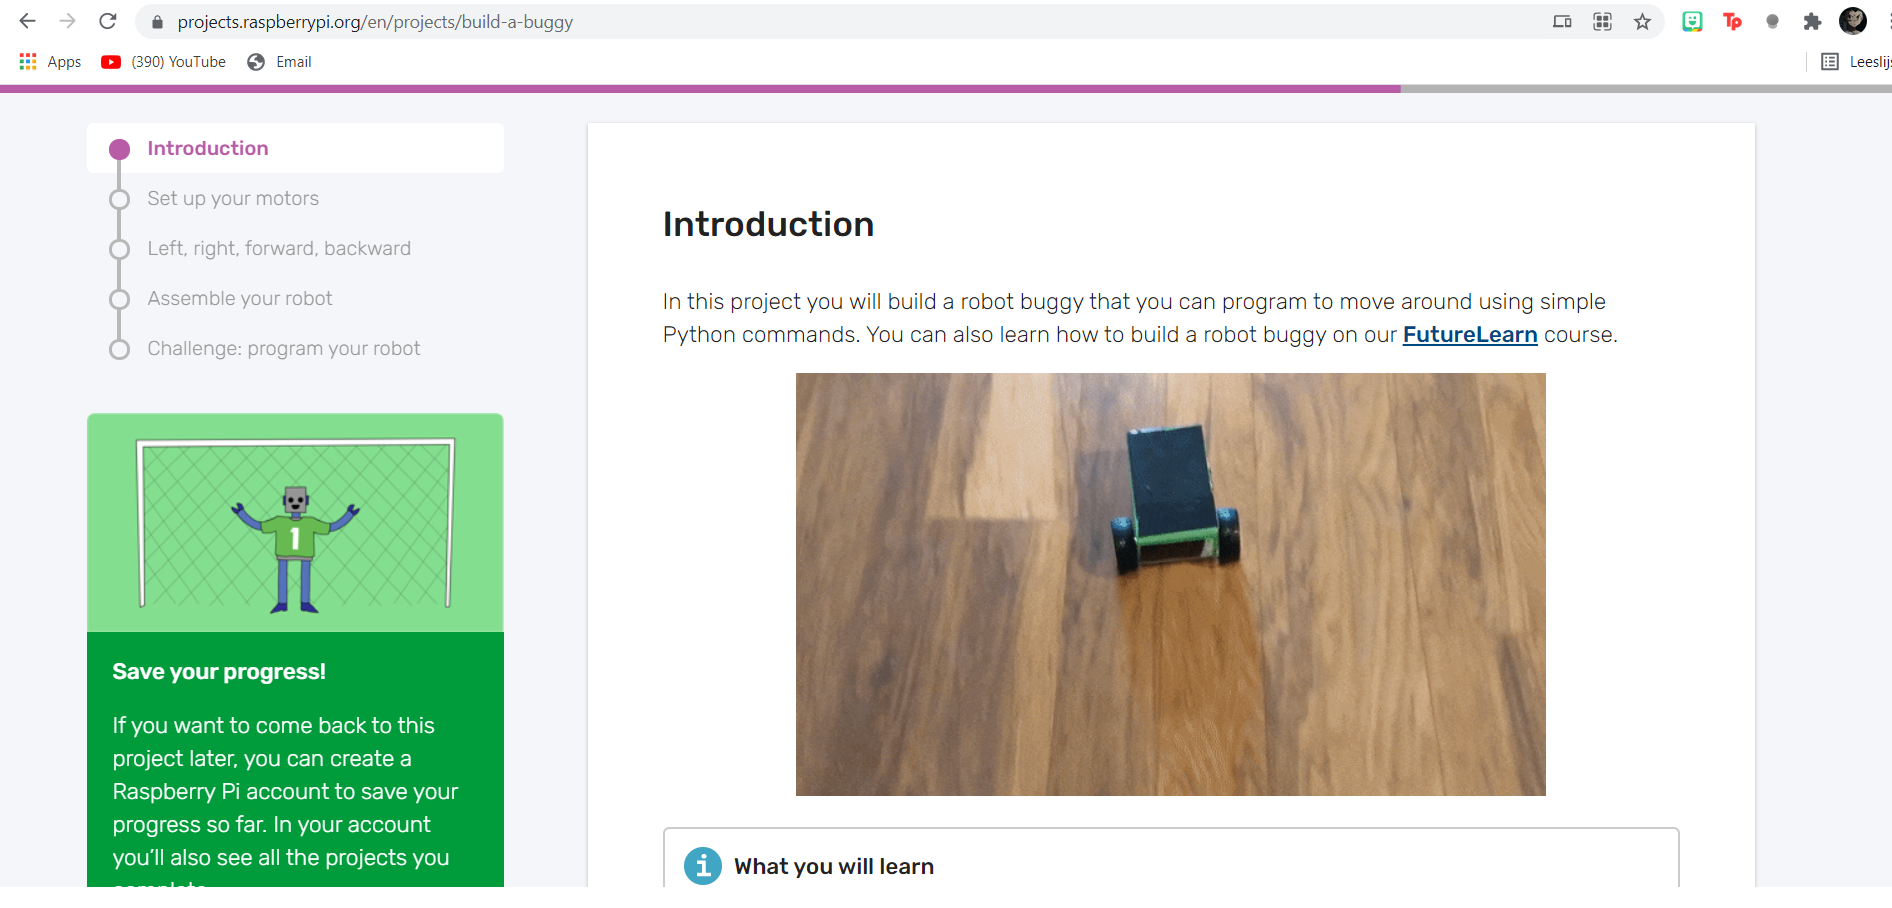 projects.raspberrypi.org/en/projects/build-a-buggy
Apps
(390) YouTube
Email
Leeslijs
Introduction
Set up your motors
Left, right, forward, backward
Assemble your robot
Challenge: program your robot
1
Save your progress!
If you want to come back to this
project later, you can create a
Raspberry Pi account to save your
progress so far. In your account
you'll also see all the projects you
complete.
Introduction
In this project you will build a robot buggy that you can program to move around using simple
Python commands. You can also learn how to build a robot buggy on our FutureLearn course.
i What you will learn